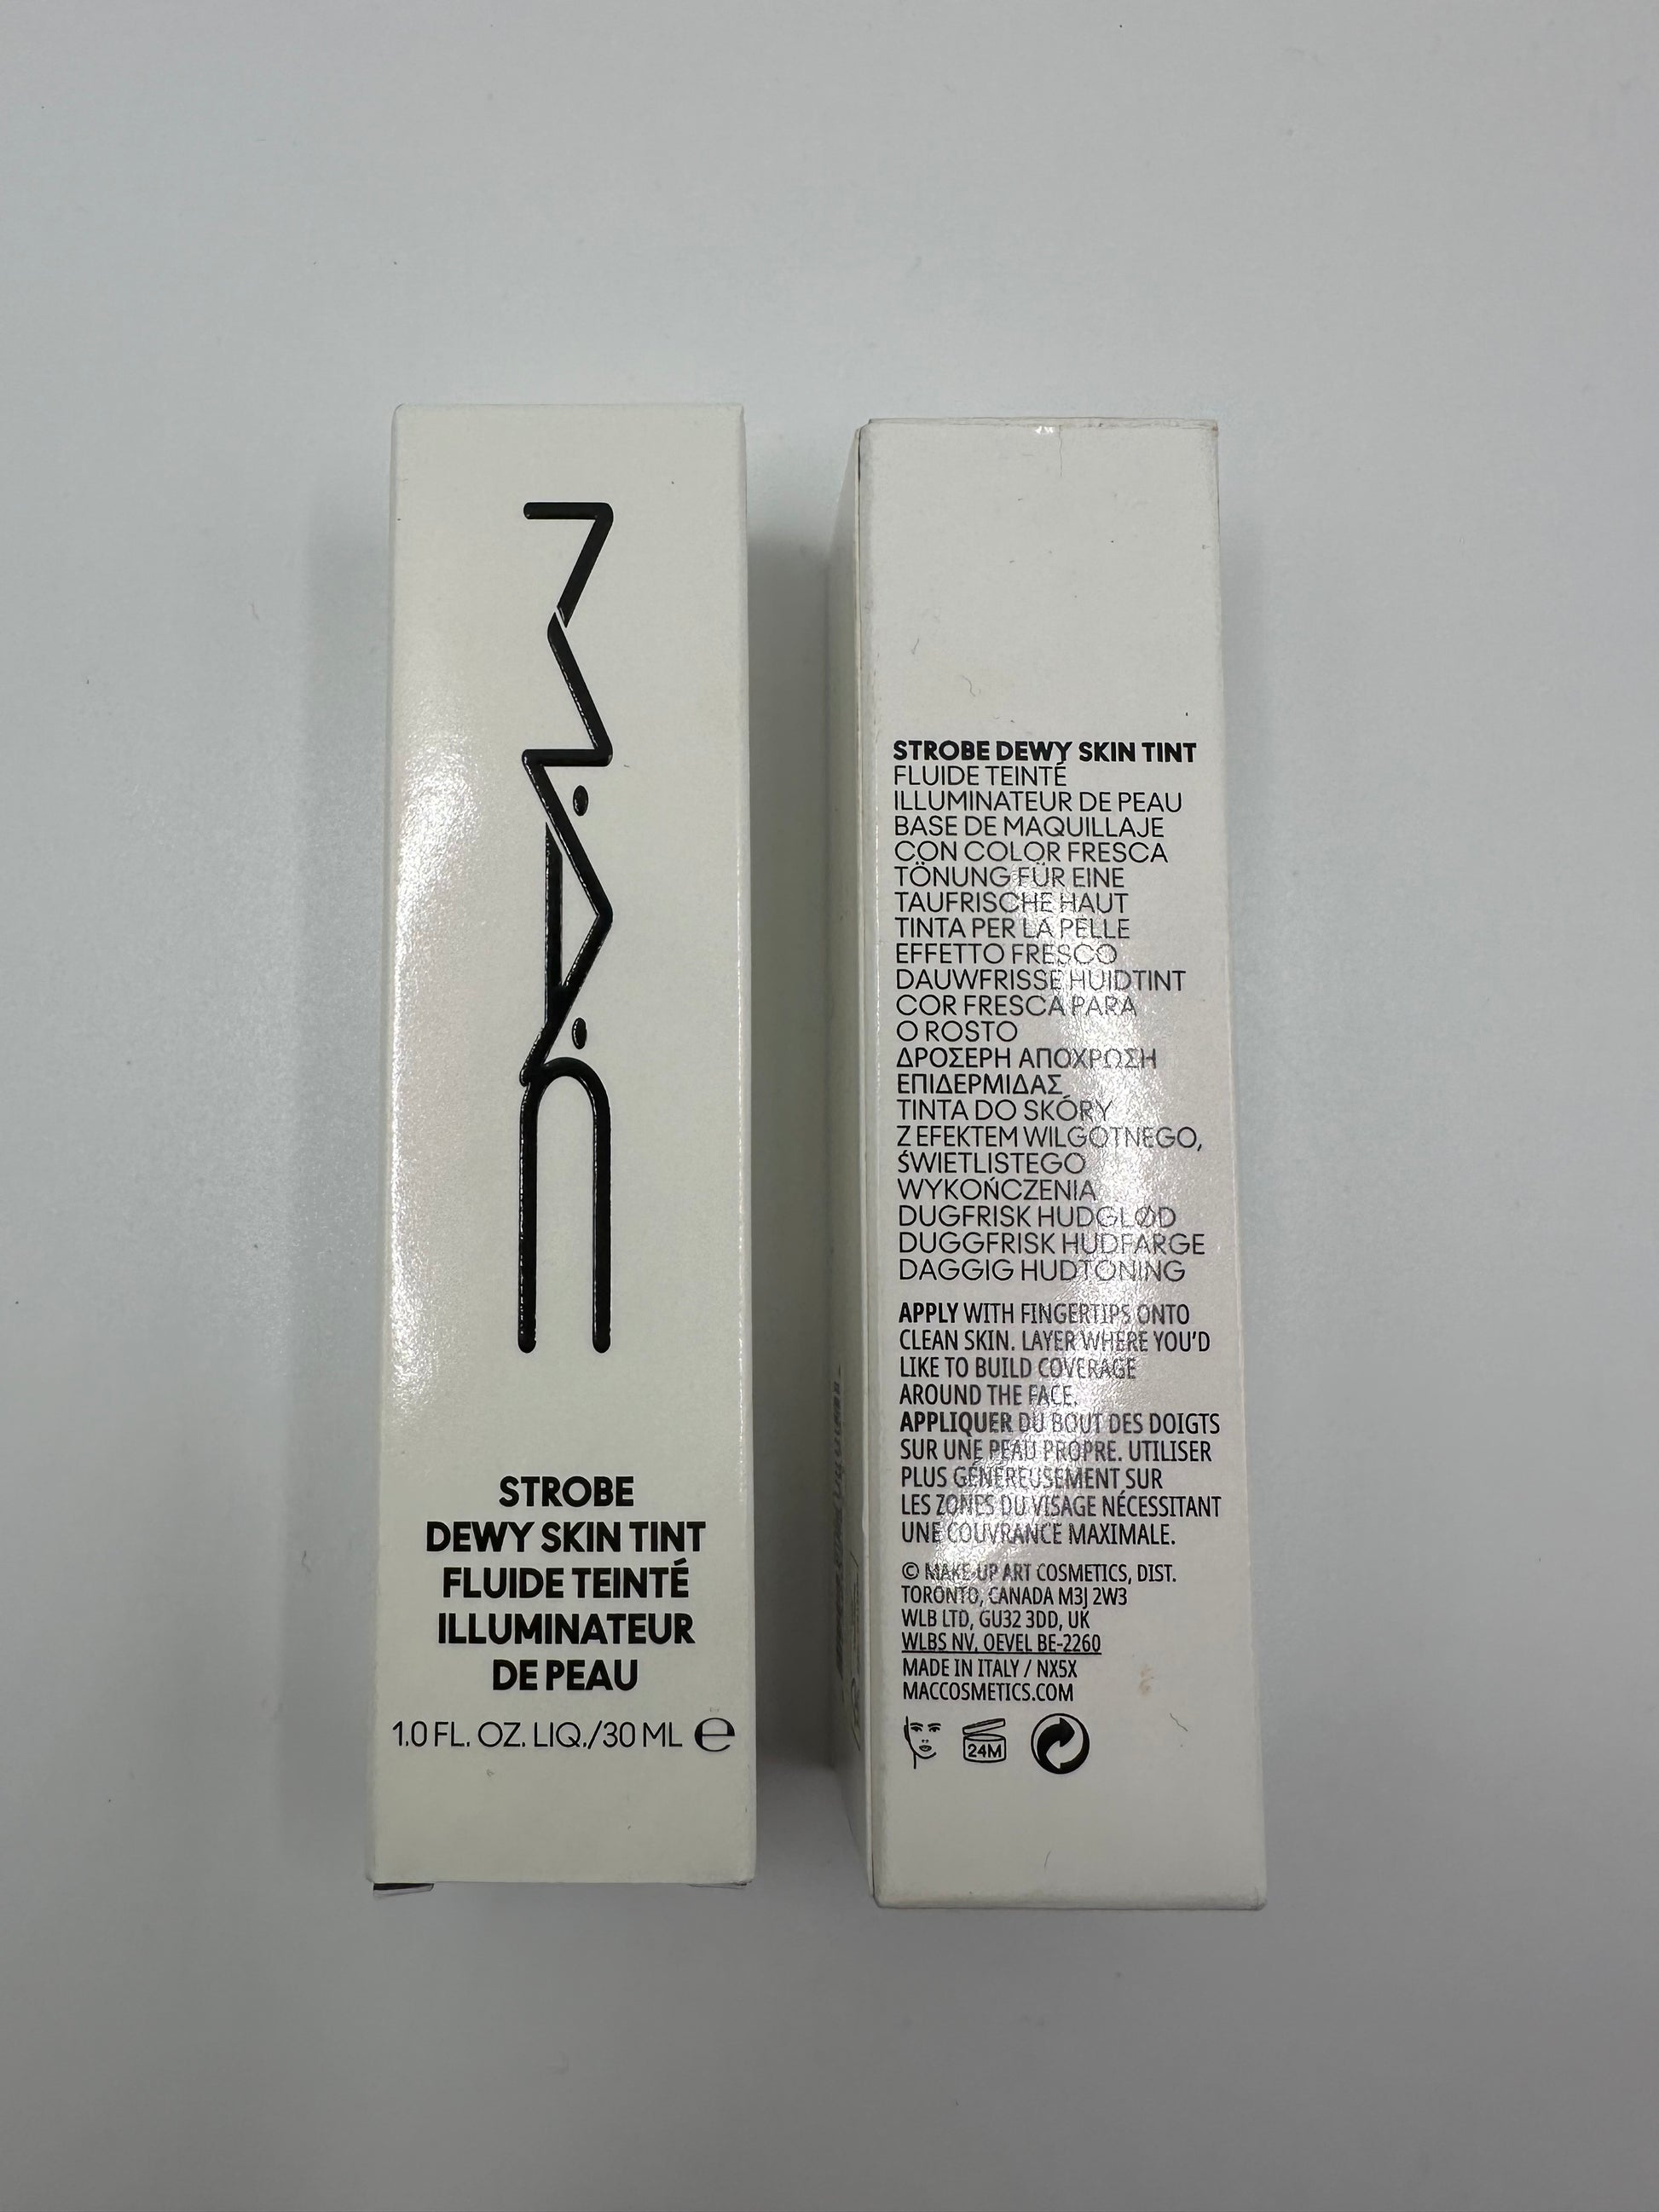 M·A·C
STROBE
DEWY SKIN TINT
FLUIDE TEINTÉ
ILLUMINATEUR
DE PEAU
1.0 FL. OZ. LIQ./30 ML ℮
STROBE DEWY SKIN TINT
FLUIDE TEINTÉ
ILLUMINATEUR DE PEAU
BASE DE MAQUILLAJE
CON COLOR FRESCA
TÖNUNG FÜR EINE
TAUFRISCHE HAUT
TINTA PER LA PELLE
EFFETTO FRESCO
DAUWFRISSE HUIDTINT
COR FRESCA PARA
O ROSTO
ΔΡΟΣΕΡΗ ΑΠΟΧΡΩΣΗ
ΕΠΙΔΕΡΜΙΔΑΣ
TINTA DO SKÓRY
Z EFEKTEM WILGOTNEGO,
ŚWIETLISTEGO
WYKOŃCZENIA
DUGFRISK HUDGLØD
DUGGFRISK HUDFARGE
DAGGIG HUDTONING
APPLY WITH FINGERTIPS ONTO
CLEAN SKIN. LAYER WHERE YOU'D
LIKE TO BUILD COVERAGE
AROUND THE FACE.
APPLIQUER DU BOUT DES DOIGTS
SUR UNE PEAU PROPRE. UTILISER
PLUS GÉNÉREUSEMENT SUR
LES ZONES DU VISAGE NÉCESSITANT
UNE COUVRANCE MAXIMALE.
© MAKE-UP ART COSMETICS, DIST.
TORONTO, CANADA M3J 2W3
WLB LTD, GU32 3DD, UK
WLBS NV, OEVEL BE-2260
MADE IN ITALY / NX5X
MACCOSMETICS.COM
24M